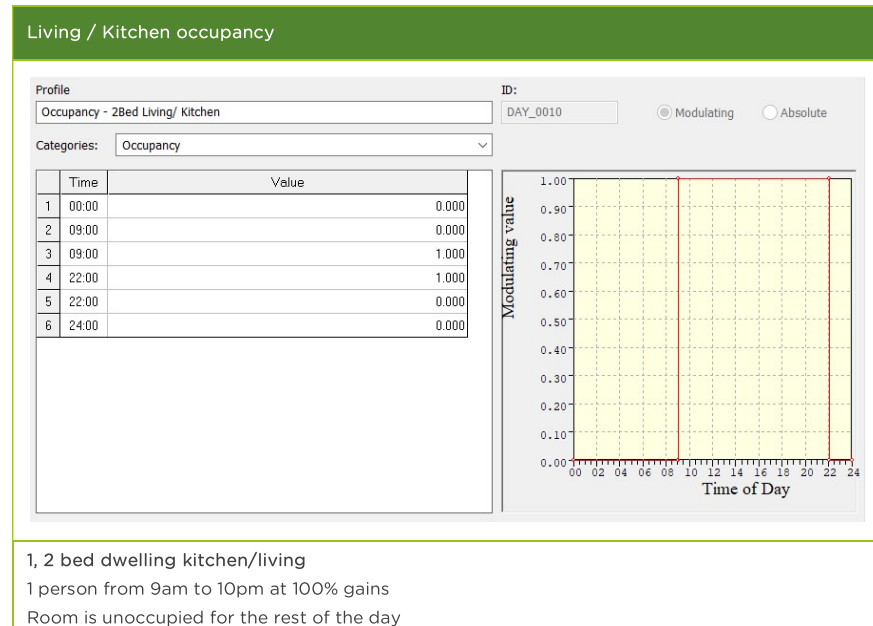 Living / Kitchen occupancy
Profile
ID:
Occupancy - 2Bed Living/ Kitchen
DAY_0010
Modulating
Absolute
Categories:
Occupancy
Time Value
1 00:00 0.000
2 09:00 0.000
3 09:00 1.000
4 22:00 1.000
5 22:00 0.000
6 24:00 0.000
Modulating value
1.00
0.90
0.80
0.70
0.60
0.50
0.40
0.30
0.20
0.10
0.00
00 02 04 06 08 10 12 14 16 18 20 22 24
Time of Day
1, 2 bed dwelling kitchen/living
1 person from 9am to 10pm at 100% gains
Room is unoccupied for the rest of the day